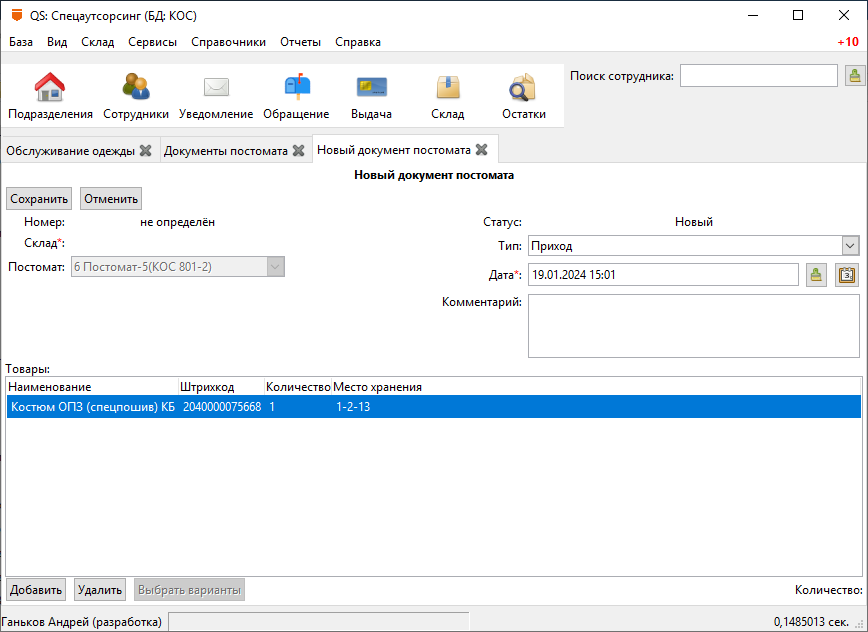 QS: Спецаутсорсинг (БД: КОС)
База Вид Склад Сервисы Справочники Отчеты Справка +10
Поиск сотрудника:
Подразделения Сотрудники Уведомление Обращение Выдача Склад Остатки
Обслуживание одежды Документы постомата Новый документ постомата
Новый документ постомата
Сохранить Отменить
Номер: не определён Статус: Новый
Склад*: Тип: Приход
Постомат: 6 Постомат-5(КОС 801-2) Дата*: 19.01.2024 15:01
Комментарий:
Товары:
Наименование Штрихкод Количество Место хранения
Костюм ОПЗ (спецпошив) КБ 2040000075668 1 1-2-13
Добавить Удалить Выбрать варианты Количество:
Ганьков Андрей (разработка) 0,1485013 сек.